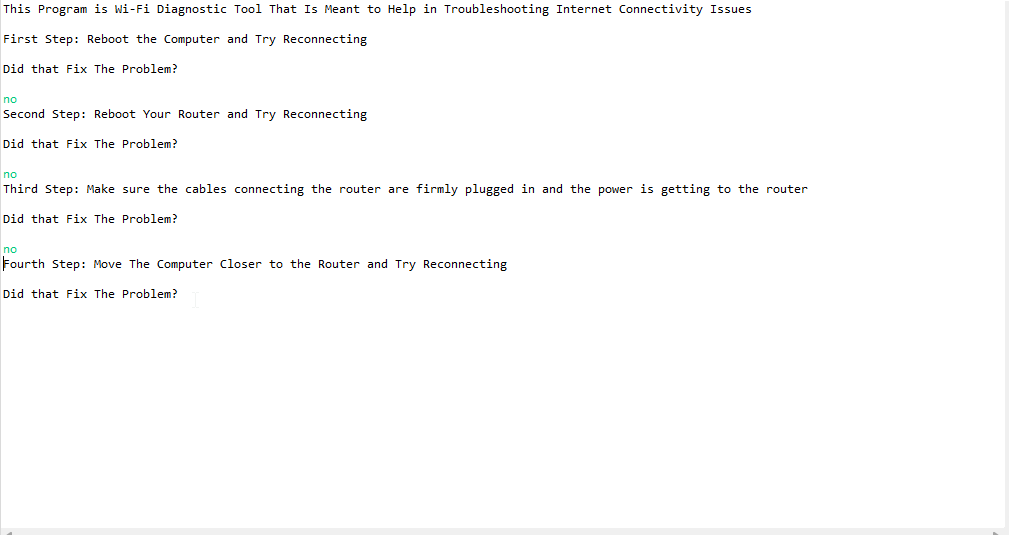 This Program is Wi-Fi Diagnostic Tool That Is Meant to Help in Troubleshooting Internet Connectivity Issues
First Step: Reboot the Computer and Try Reconnecting
Did that Fix The Problem?
no
Second Step: Reboot Your Router and Try Reconnecting
Did that Fix The Problem?
no
Third Step: Make sure the cables connecting the router are firmly plugged in and the power is getting to the router
Did that Fix The Problem?
no
Fourth Step: Move The Computer Closer to the Router and Try Reconnecting
Did that Fix The Problem?